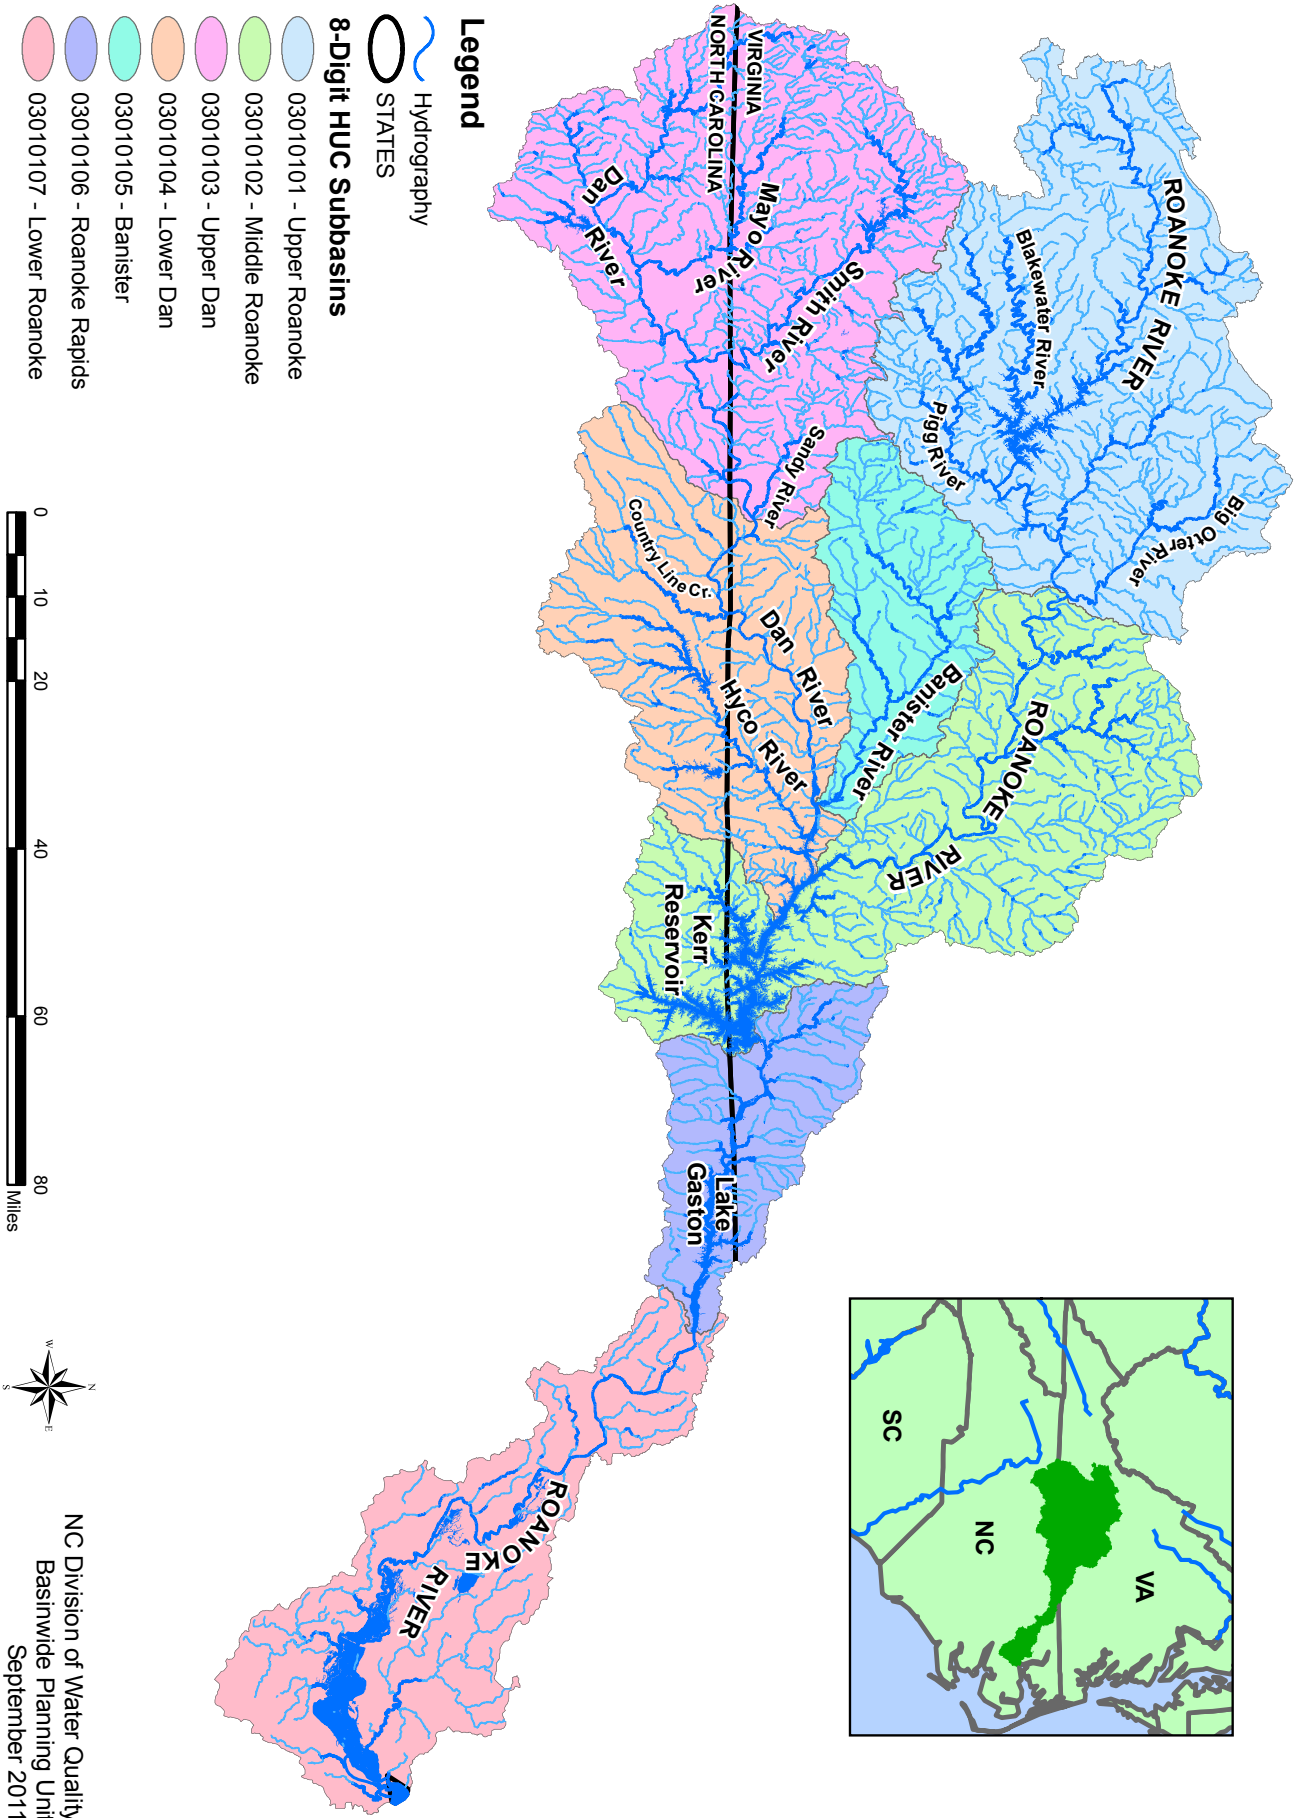 ROANOKE RIVER
Blakewater River
Pigg River
Big Otter River
VIRGINIA
NORTH CAROLINA
Mayo River
Smith River
Dan
River
Sandy River
Country Line Cr.
Dan River
Hyco River
Banister River
ROANOKE
RIVER
Kerr
Reservoir
Lake
Gaston
ROANOKE
RIVER
VA
NC
SC
Legend
Hydrography
STATES
8-Digit HUC Subbasins
03010101 - Upper Roanoke
03010102 - Middle Roanoke
03010103 - Upper Dan
03010104 - Lower Dan
03010105 - Banister
03010106 - Roanoke Rapids
03010107 - Lower Roanoke
0 10 20 40 60 80
Miles
N
W E
S
NC Division of Water Quality
Basinwide Planning Unit
September 2011